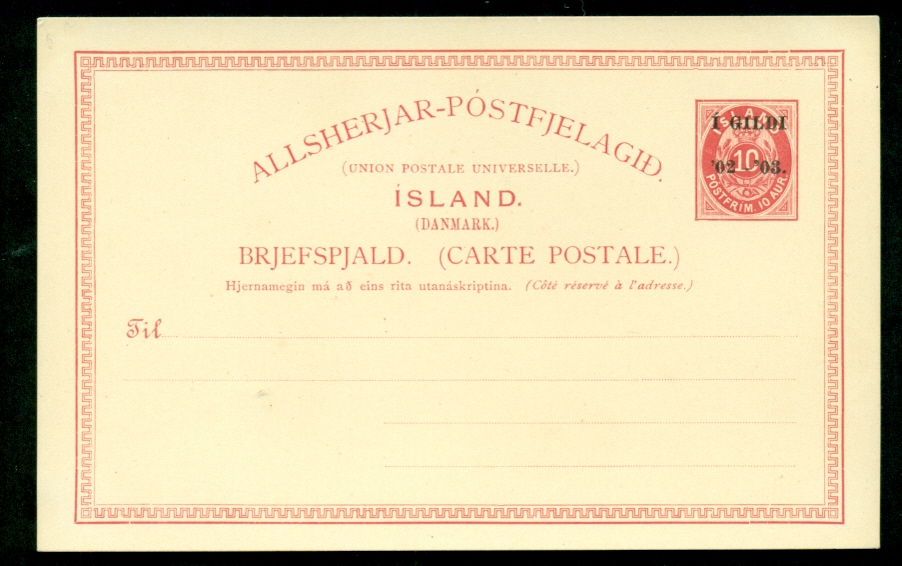 ALLSHERJAR-PÓSTFJELAGIÐ.
(UNION POSTALE UNIVERSELLE.)
ÍSLAND.
(DANMARK.)
BRJEFSPJALD. (CARTE POSTALE.)
Hjernamegin má að eins rita utanáskriptina. (Côté réservé à l'adresse.)
Í GILDI
10
'02—'03.
PÓSTFRIM. 10 AUR.
Til